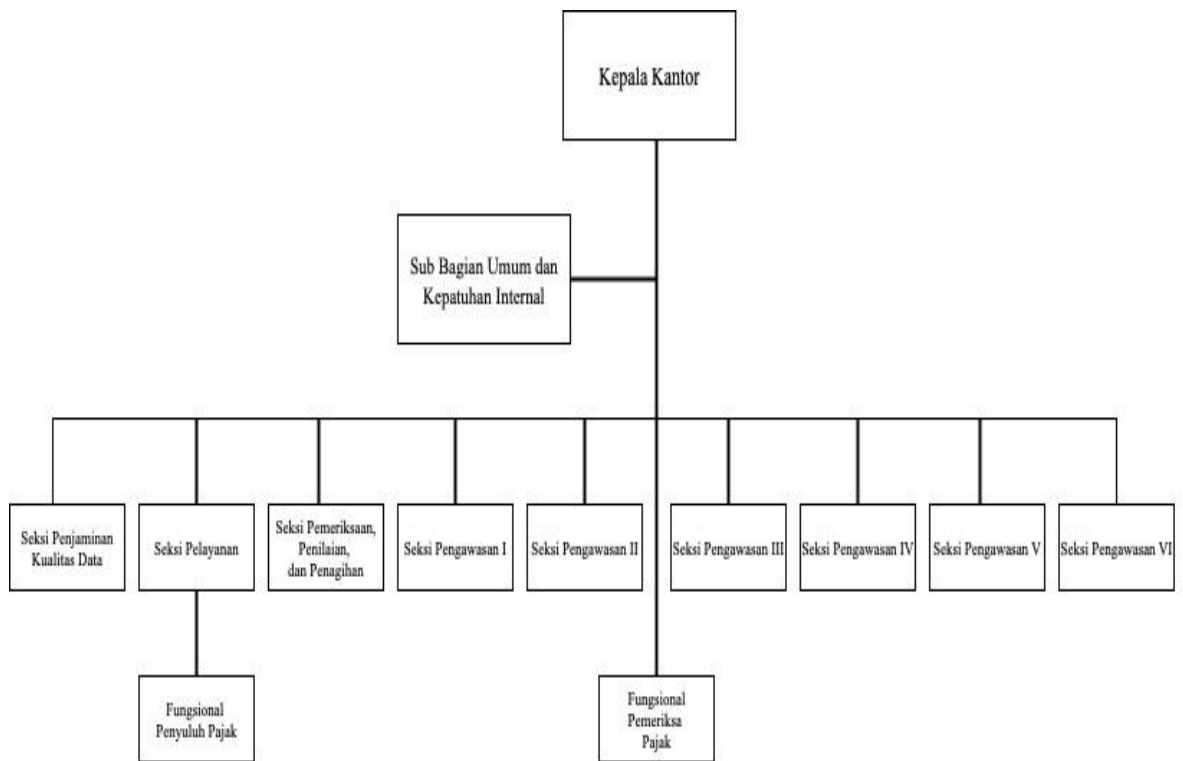 Kepala Kantor
Sub Bagian Umum dan
Kepatuhan Internal
Seksi Penjaminan
Kualitas Data
Seksi Pelayanan
Seksi Pemeriksaan,
Penilaian,
dan Penagihan
Seksi Pengawasan I
Seksi Pengawasan II
Seksi Pengawasan III
Seksi Pengawasan IV
Seksi Pengawasan V
Seksi Pengawasan VI
Fungsional
Penyuluh Pajak
Fungsional
Pemeriksa
Pajak